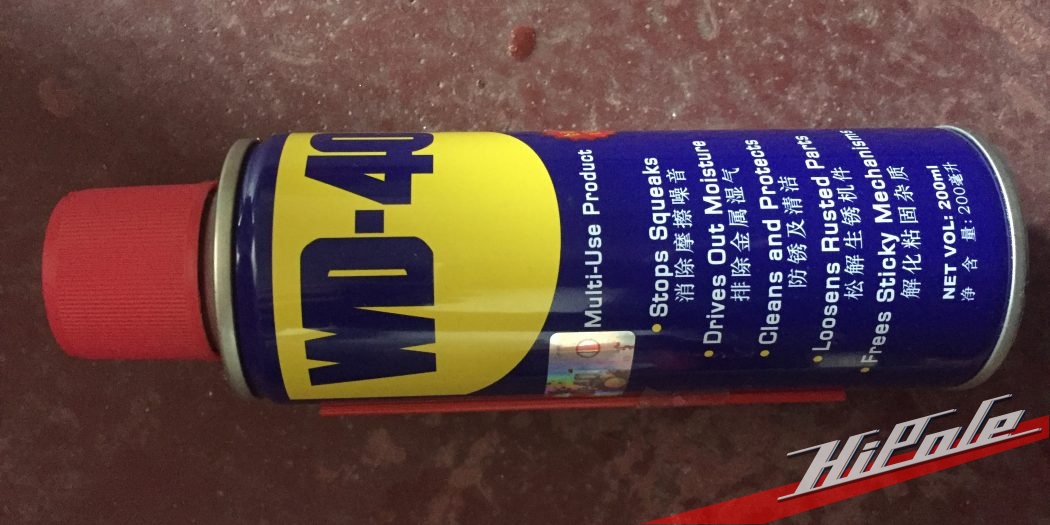 WD-40
Multi-Use Product
• Stops Squeaks
消除摩擦噪音
• Drives Out Moisture
排除金属湿气
• Cleans and Protects
防锈及清洁
• Loosens Rusted Parts
松解生锈机件
• Frees Sticky Mechanisms
解化粘固杂质
NET VOL: 200ml
净 含 量: 200毫升
HiPole